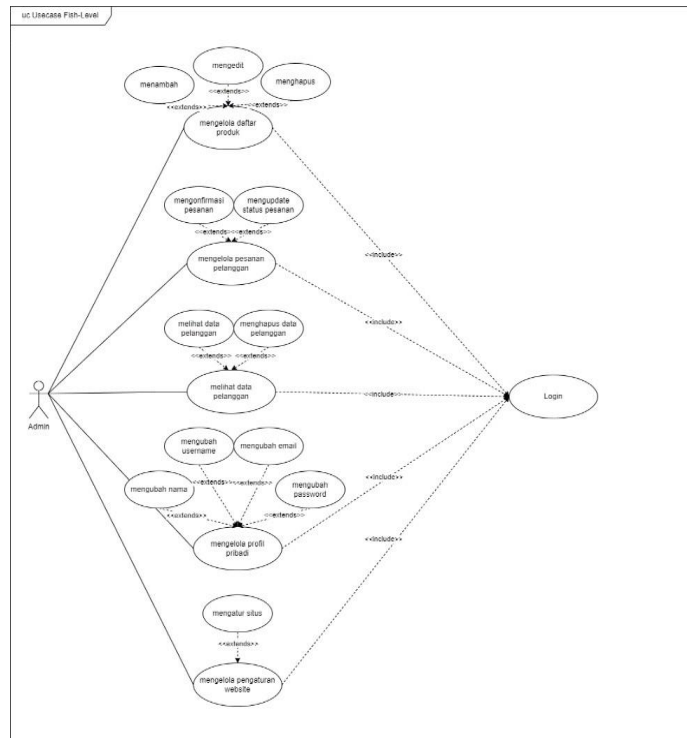 uc Usecase Fish-Level
mengedit
menambah
menghapus
<<extends>>
<<extends>>
<<extends>>
mengelola daftar
produk
mengonfirmasi
pesanan
mengupdate
status pesanan
<<extends>>
<<extends>>
mengelola pesanan
pelanggan
<<include>>
<<include>>
melihat data
pelanggan
menghapus data
pelanggan
<<extends>>
<<extends>>
melihat data
pelanggan
<<include>>
Login
Admin
mengubah
username
mengubah email
mengubah nama
mengubah
password
<<extends>>
<<extends>>
<<extends>>
<<extends>>
<<include>>
mengelola profil
pribadi
<<include>>
mengatur situs
<<extends>>
mengelola pengaturan
website